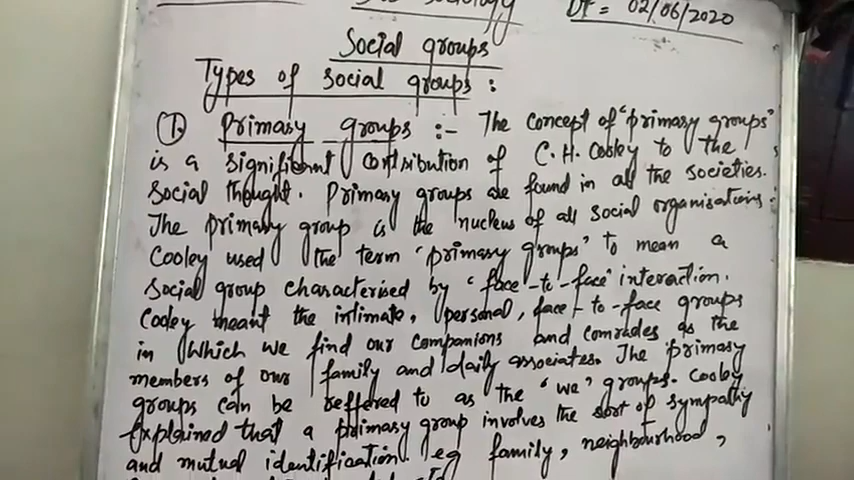 Sociology DT = 02/06/2020
Social groups
Types of social groups :
1. Primary groups :- The concept of "primary groups"
is a significant contribution of C.H. Cooley to the
social thought. Primary groups are found in all the societies.
The primary group is the nucleus of all social organisations.
Cooley used the term 'primary groups' to mean a
social group characterised by 'face-to-face' interaction.
Cooley meant the intimate, personal, face-to-face groups
in which we find our companions and comrades as the
members of our family and daily associates. The primary
groups can be reffered to as the 'we' groups. Cooley
explained that a primary group involves the sort of sympathy
and mutual identification. eg family, neighbourhood,